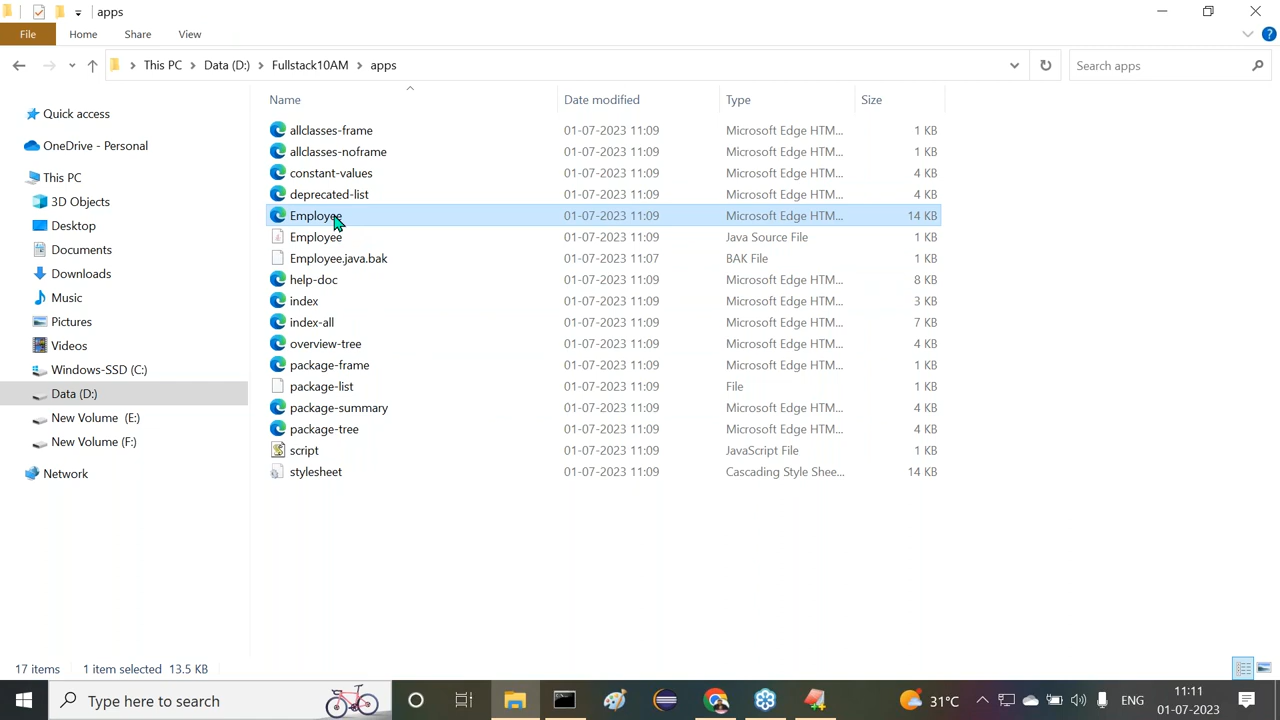 apps
File Home Share View
This PC Data (D:) Fullstack10AM apps Search apps
Name Date modified Type Size
Quick access
OneDrive - Personal
This PC
3D Objects
Desktop
Documents
Downloads
Music
Pictures
Videos
Windows-SSD (C:)
Data (D:)
New Volume (E:)
New Volume (F:)
Network
allclasses-frame 01-07-2023 11:09 Microsoft Edge HTM... 1 KB
allclasses-noframe 01-07-2023 11:09 Microsoft Edge HTM... 1 KB
constant-values 01-07-2023 11:09 Microsoft Edge HTM... 4 KB
deprecated-list 01-07-2023 11:09 Microsoft Edge HTM... 4 KB
Employee 01-07-2023 11:09 Microsoft Edge HTM... 14 KB
Employee 01-07-2023 11:09 Java Source File 1 KB
Employee.java.bak 01-07-2023 11:07 BAK File 1 KB
help-doc 01-07-2023 11:09 Microsoft Edge HTM... 8 KB
index 01-07-2023 11:09 Microsoft Edge HTM... 3 KB
index-all 01-07-2023 11:09 Microsoft Edge HTM... 7 KB
overview-tree 01-07-2023 11:09 Microsoft Edge HTM... 4 KB
package-frame 01-07-2023 11:09 Microsoft Edge HTM... 1 KB
package-list 01-07-2023 11:09 File 1 KB
package-summary 01-07-2023 11:09 Microsoft Edge HTM... 4 KB
package-tree 01-07-2023 11:09 Microsoft Edge HTM... 4 KB
script 01-07-2023 11:09 JavaScript File 1 KB
stylesheet 01-07-2023 11:09 Cascading Style Shee... 14 KB
17 items 1 item selected 13.5 KB
Type here to search 31°C ENG 11:11
01-07-2023